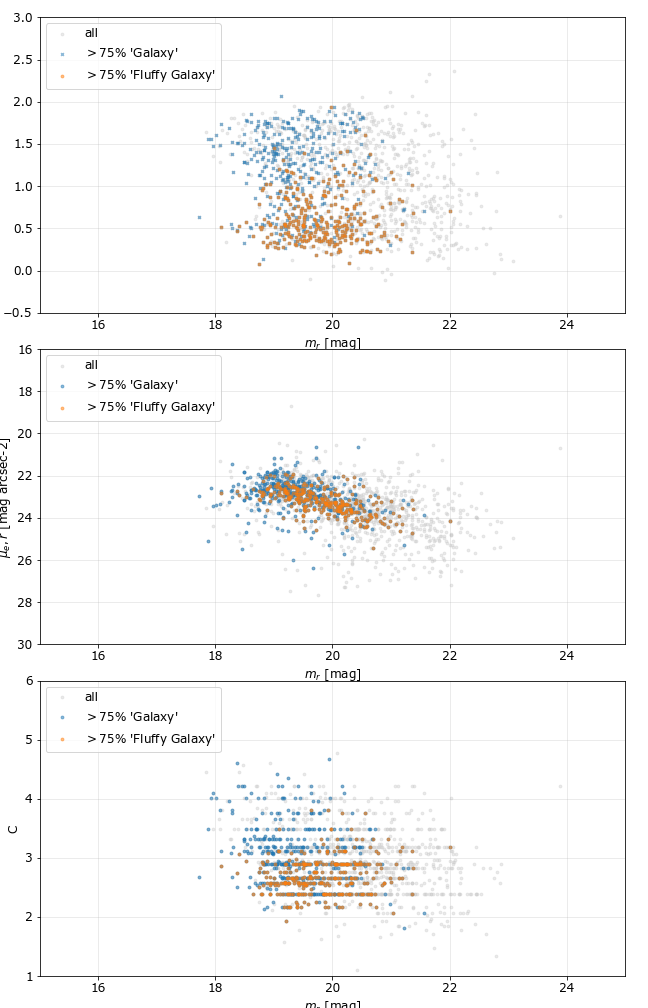 3.0
all
> 75% 'Galaxy'
> 75% 'Fluffy Galaxy'
2.5
2.0
1.5
1.0
0.5
0.0
−0.5
16 18 20 22 24
m_r [mag]
16
all
> 75% 'Galaxy'
> 75% 'Fluffy Galaxy'
18
20
22
24
26
28
30
μ_e, r [mag arcsec-2]
16 18 20 22 24
m_r [mag]
6
all
> 75% 'Galaxy'
> 75% 'Fluffy Galaxy'
5
4
3
2
1
C
16 18 20 22 24
m_r [mag]